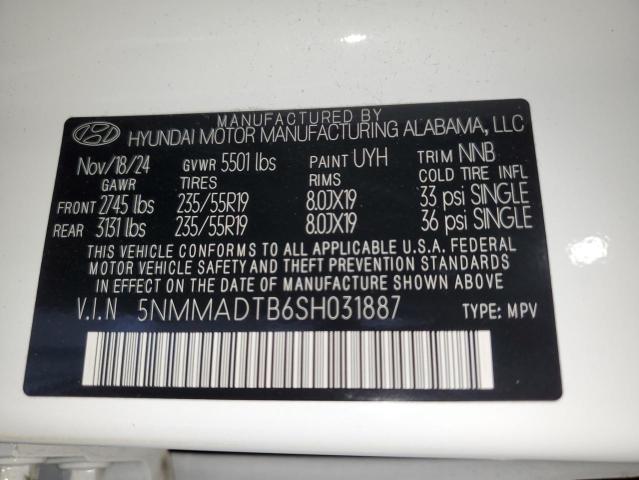 MANUFACTURED BY
HYUNDAI MOTOR MANUFACTURING ALABAMA, LLC
Nov/18/24 GVWR 5501 lbs PAINT UYH TRIM NNB
GAWR TIRES RIMS COLD TIRE INFL
FRONT 2745 lbs 235/55R19 8.0JX19 33 psi SINGLE
REAR 3131 lbs 235/55R19 8.0JX19 36 psi SINGLE
THIS VEHICLE CONFORMS TO ALL APPLICABLE U.S.A. FEDERAL
MOTOR VEHICLE SAFETY AND THEFT PREVENTION STANDARDS
IN EFFECT ON THE DATE OF MANUFACTURE SHOWN ABOVE
V.I.N 5NMMADTB6SH031887 TYPE: MPV